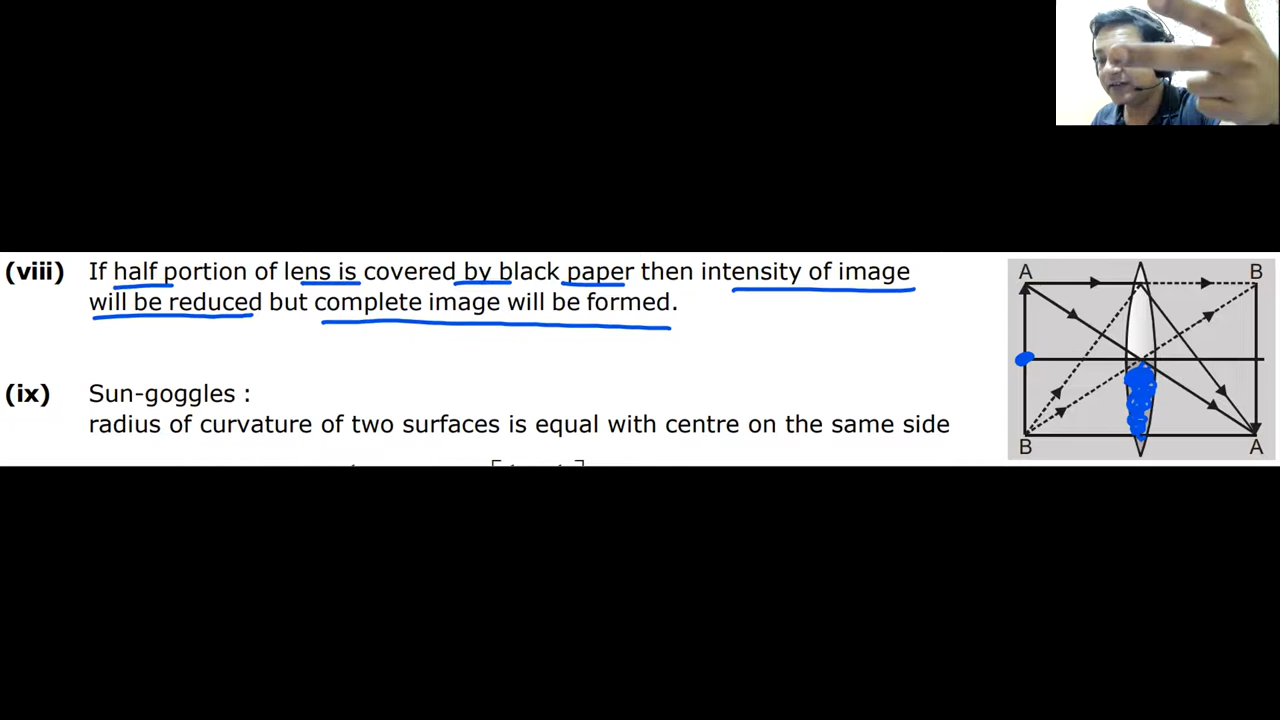 (viii) If half portion of lens is covered by black paper then intensity of image
will be reduced but complete image will be formed.
(ix) Sun-goggles :
radius of curvature of two surfaces is equal with centre on the same side
A B
B A